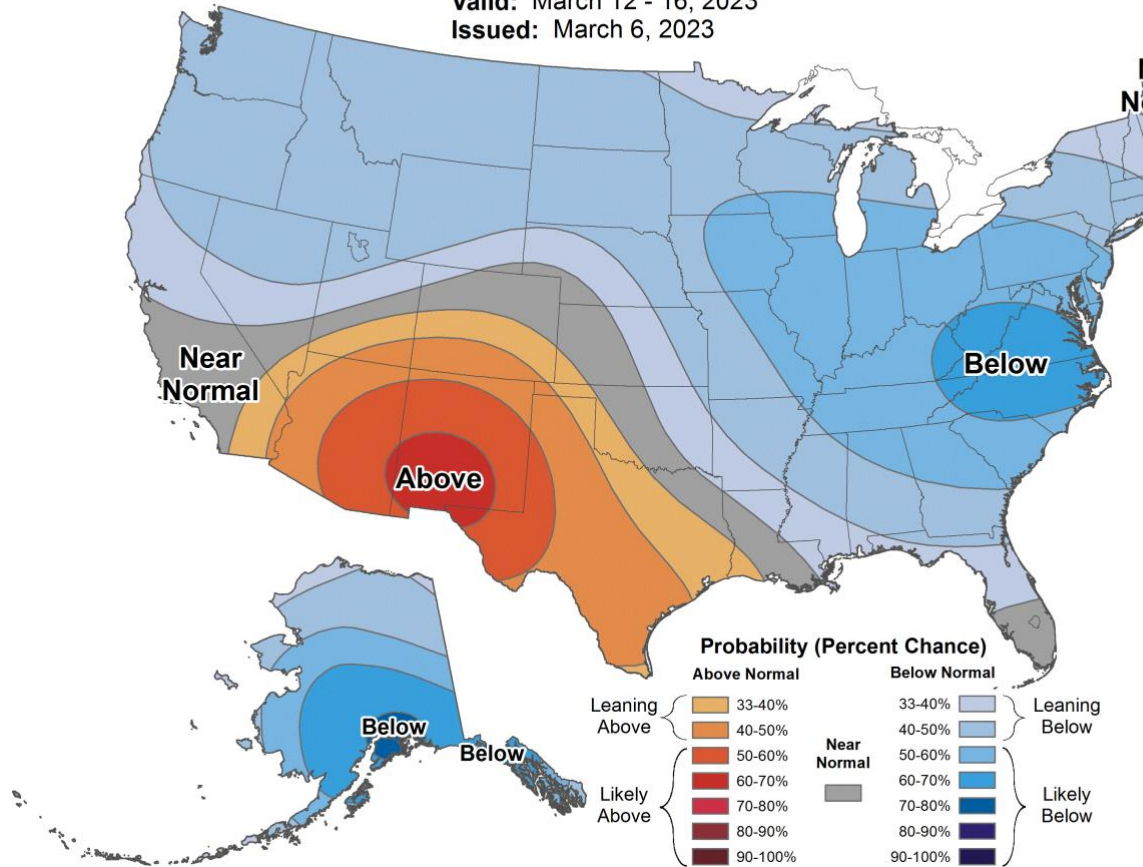 Valid: March 12 - 16, 2023
Issued: March 6, 2023
Near
Normal
Below
Above
Below
Below
Probability (Percent Chance)
Above Normal
Below Normal
Leaning
Above
33-40%
40-50%
Likely
Above
50-60%
60-70%
70-80%
80-90%
90-100%
Near
Normal
33-40%
40-50%
Leaning
Below
50-60%
60-70%
70-80%
80-90%
90-100%
Likely
Below